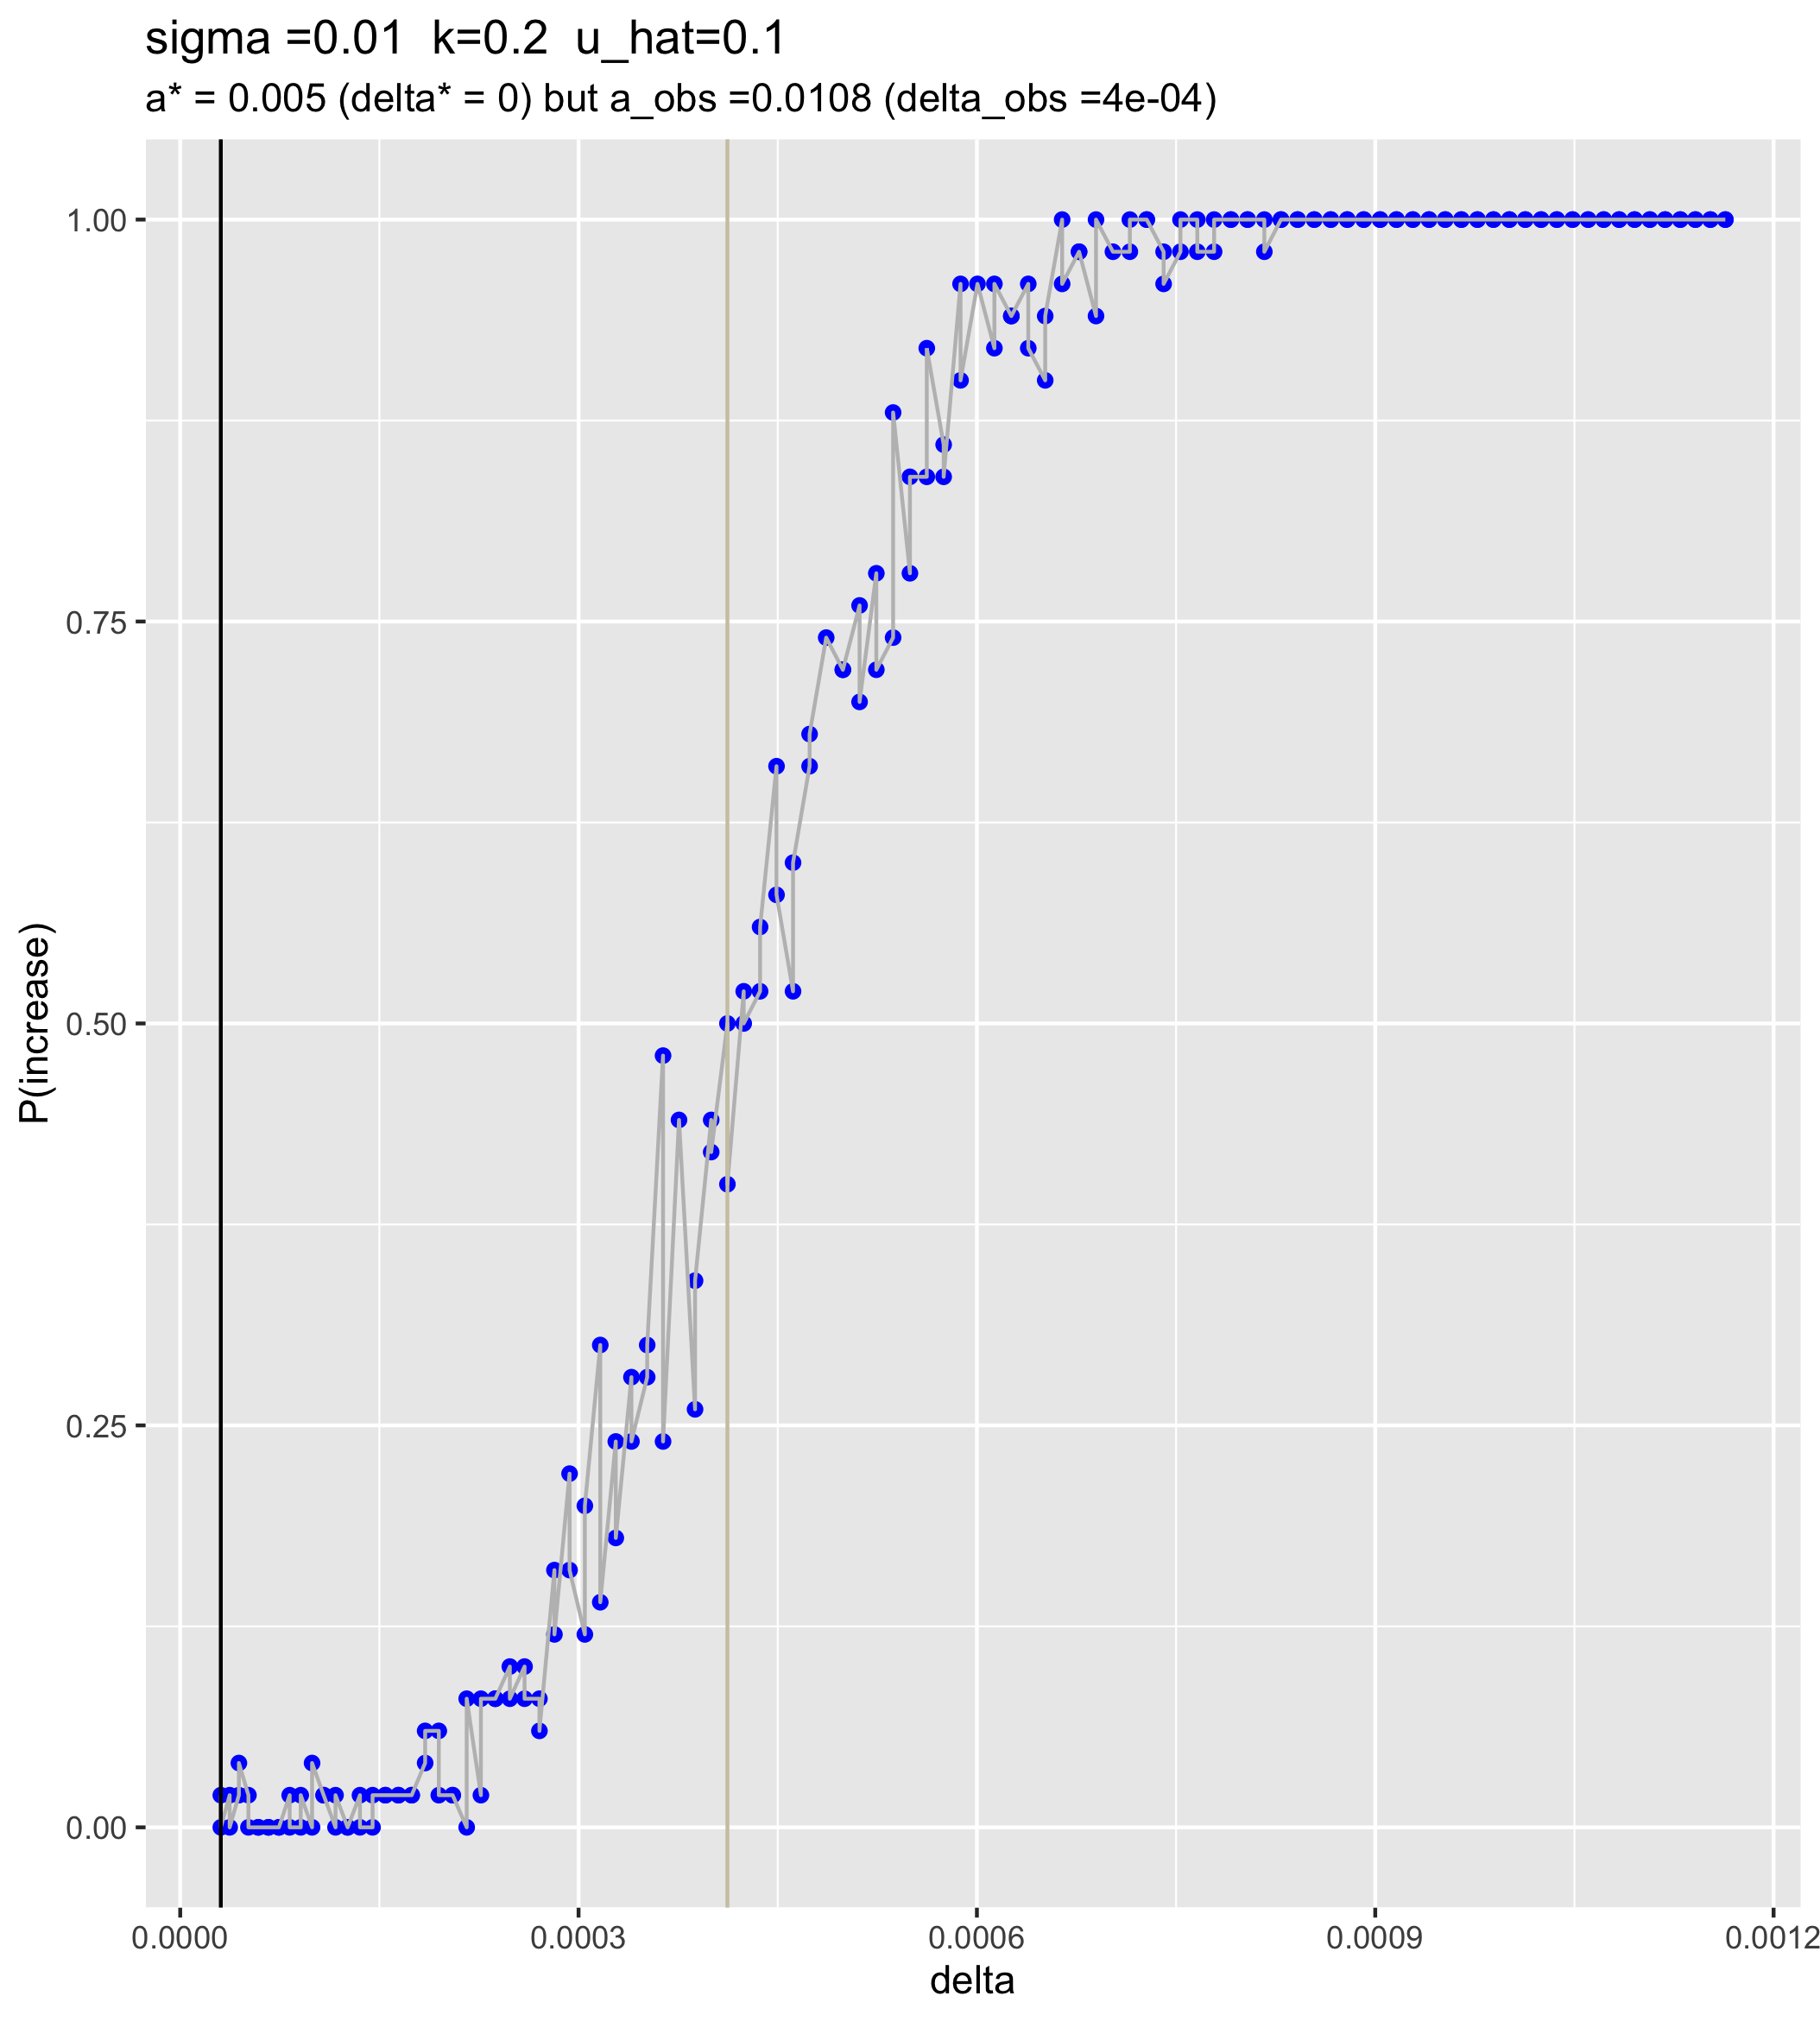 sigma =0.01 k=0.2 u_hat=0.1
a* = 0.005 (delta* = 0) but a_obs =0.0108 (delta_obs =4e-04)
1.00
0.75
0.50
0.25
0.00
P(increase)
0.0000 0.0003 0.0006 0.0009 0.0012
delta